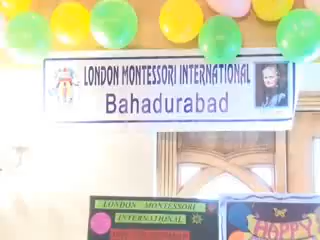 LONDON MONTESSORI INTERNATIONAL
Bahadurabad
LONDON MONTESSORI
INTERNATIONAL
HAPPY